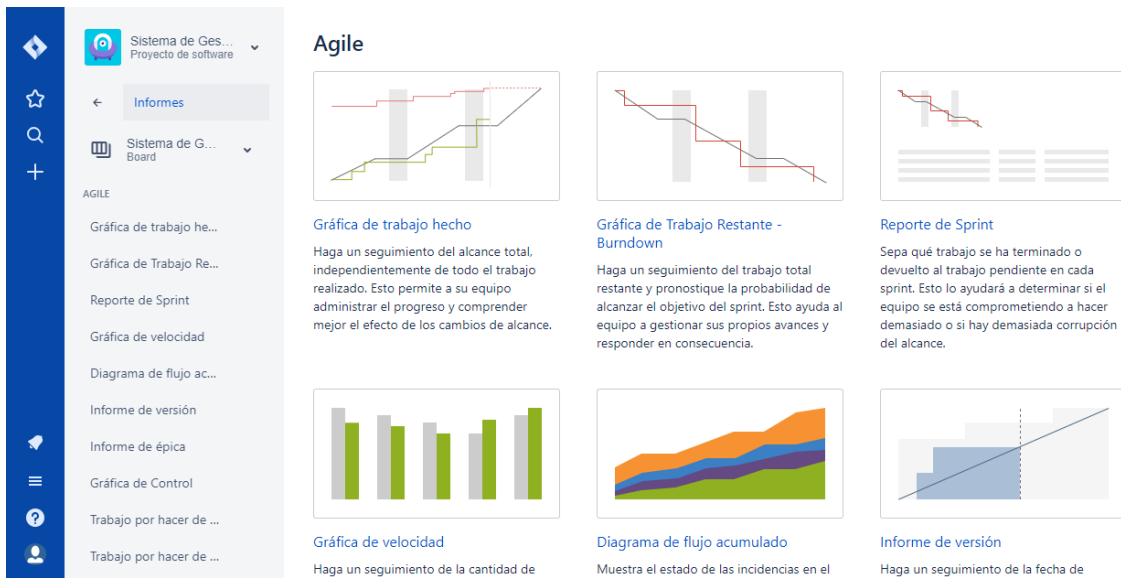 Sistema de Ges...
Proyecto de software
Informes
Sistema de G...
Board
AGILE
Gráfica de trabajo he...
Gráfica de Trabajo Re...
Reporte de Sprint
Gráfica de velocidad
Diagrama de flujo ac...
Informe de versión
Informe de épica
Gráfica de Control
Trabajo por hacer de ...
Trabajo por hacer de ...
Agile
Gráfica de trabajo hecho
Haga un seguimiento del alcance total,
independientemente de todo el trabajo
realizado. Esto permite a su equipo
administrar el progreso y comprender
mejor el efecto de los cambios de alcance.
Gráfica de Trabajo Restante -
Burndown
Haga un seguimiento del trabajo total
restante y pronostique la probabilidad de
alcanzar el objetivo del sprint. Esto ayuda al
equipo a gestionar sus propios avances y
responder en consecuencia.
Reporte de Sprint
Sepa qué trabajo se ha terminado o
devuelto al trabajo pendiente en cada
sprint. Esto lo ayudará a determinar si el
equipo se está comprometiendo a hacer
demasiado o si hay demasiada corrupción
del alcance.
Gráfica de velocidad
Haga un seguimiento de la cantidad de
Diagrama de flujo acumulado
Muestra el estado de las incidencias en el
Informe de versión
Haga un seguimiento de la fecha de